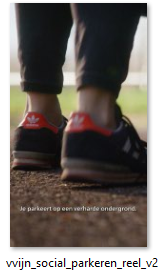 Je parkeert op een verharde ondergrond.
vvijn_social_parkeren_reel_v2